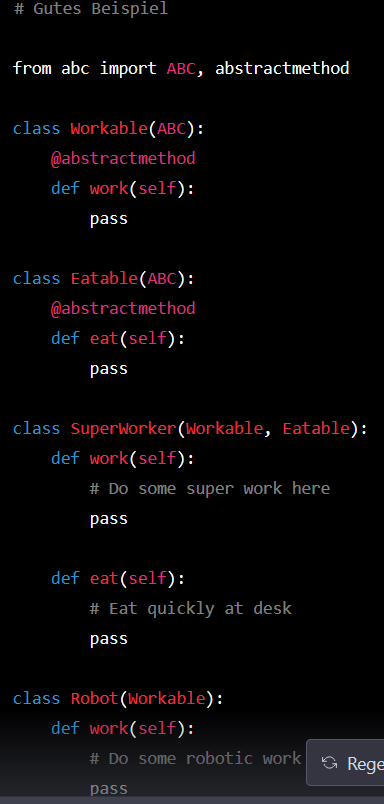 # Gutes Beispiel
from abc import ABC, abstractmethod
class Workable(ABC):
    @abstractmethod
    def work(self):
        pass
class Eatable(ABC):
    @abstractmethod
    def eat(self):
        pass
class SuperWorker(Workable, Eatable):
    def work(self):
        # Do some super work here
        pass
    def eat(self):
        # Eat quickly at desk
        pass
class Robot(Workable):
    def work(self):
        # Do some robotic work
        pass
Rege